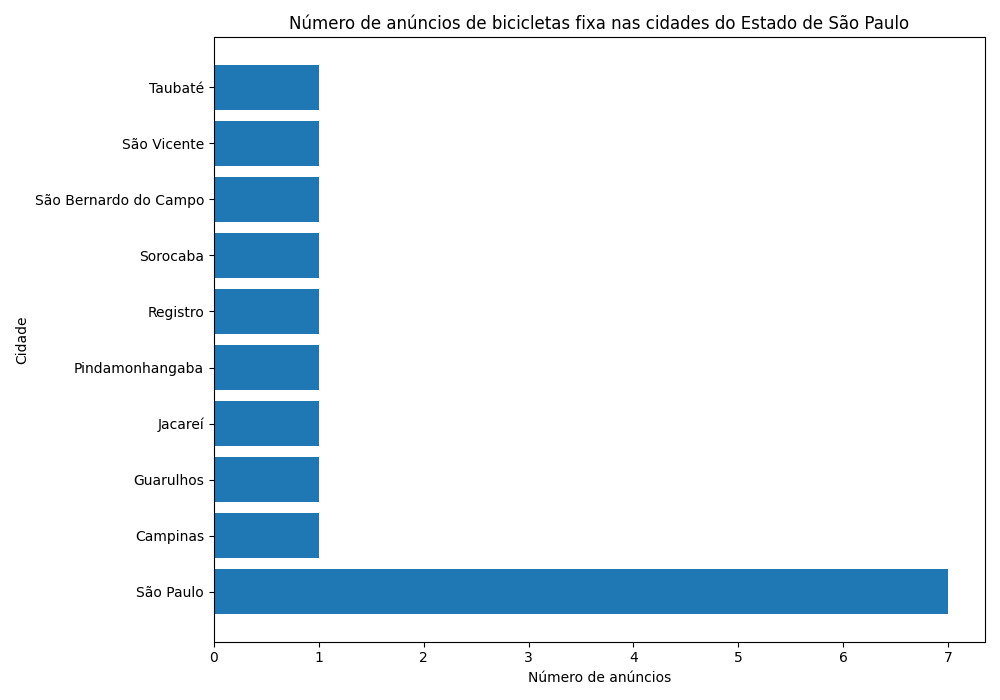 Número de anúncios de bicicletas fixa nas cidades do Estado de São Paulo
Taubaté
São Vicente
São Bernardo do Campo
Sorocaba
Registro
Pindamonhangaba
Jacareí
Guarulhos
Campinas
São Paulo
Cidade
0 1 2 3 4 5 6 7
Número de anúncios